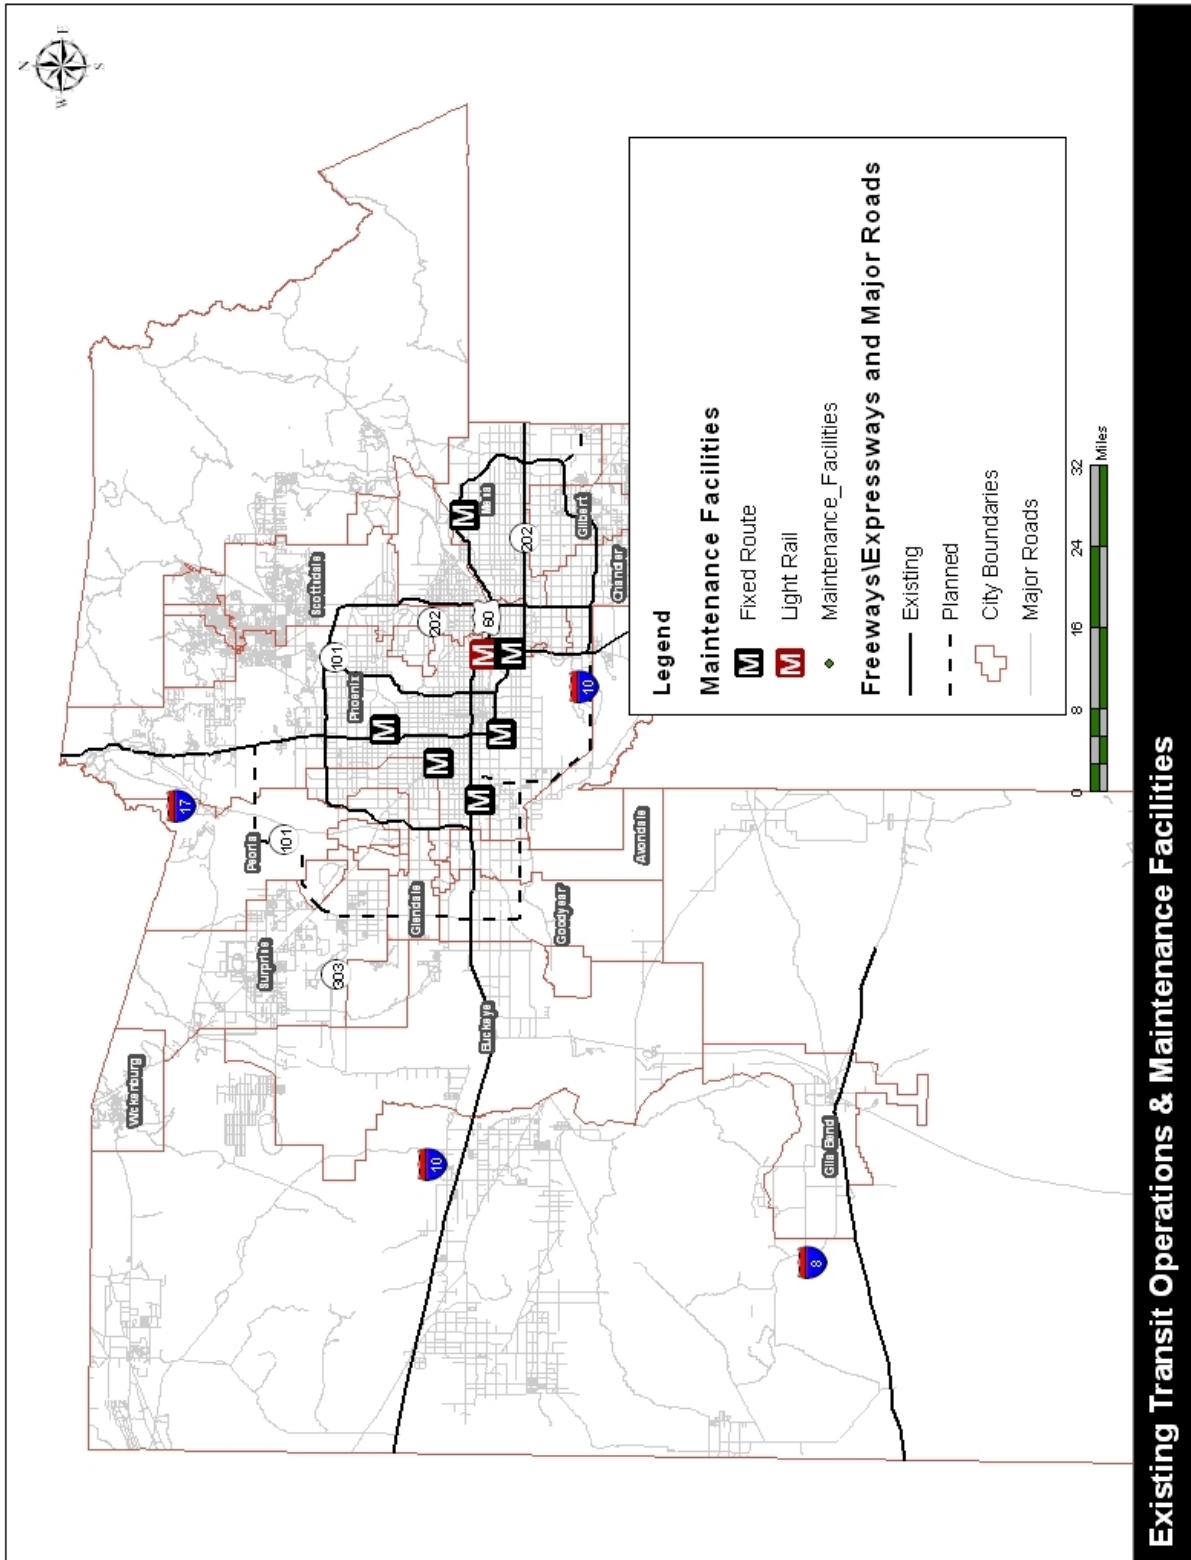 N
W E
S
Wickenburg
17
Peoria
Surprise
101
Scottsdale
303
101
Phoenix
M
Glendale
10
202
M
M
M
M
Buckeye
60
Mesa
M
M
202
Goodyear
Gilbert
10
Chandler
Avondale
8
Gila Bend
Legend
Maintenance Facilities
M Fixed Route
M Light Rail
Maintenance_Facilities
Freeways\Expressways and Major Roads
Existing
Planned
City Boundaries
Major Roads
0 8 16 24 32
Miles
Existing Transit Operations & Maintenance Facilities